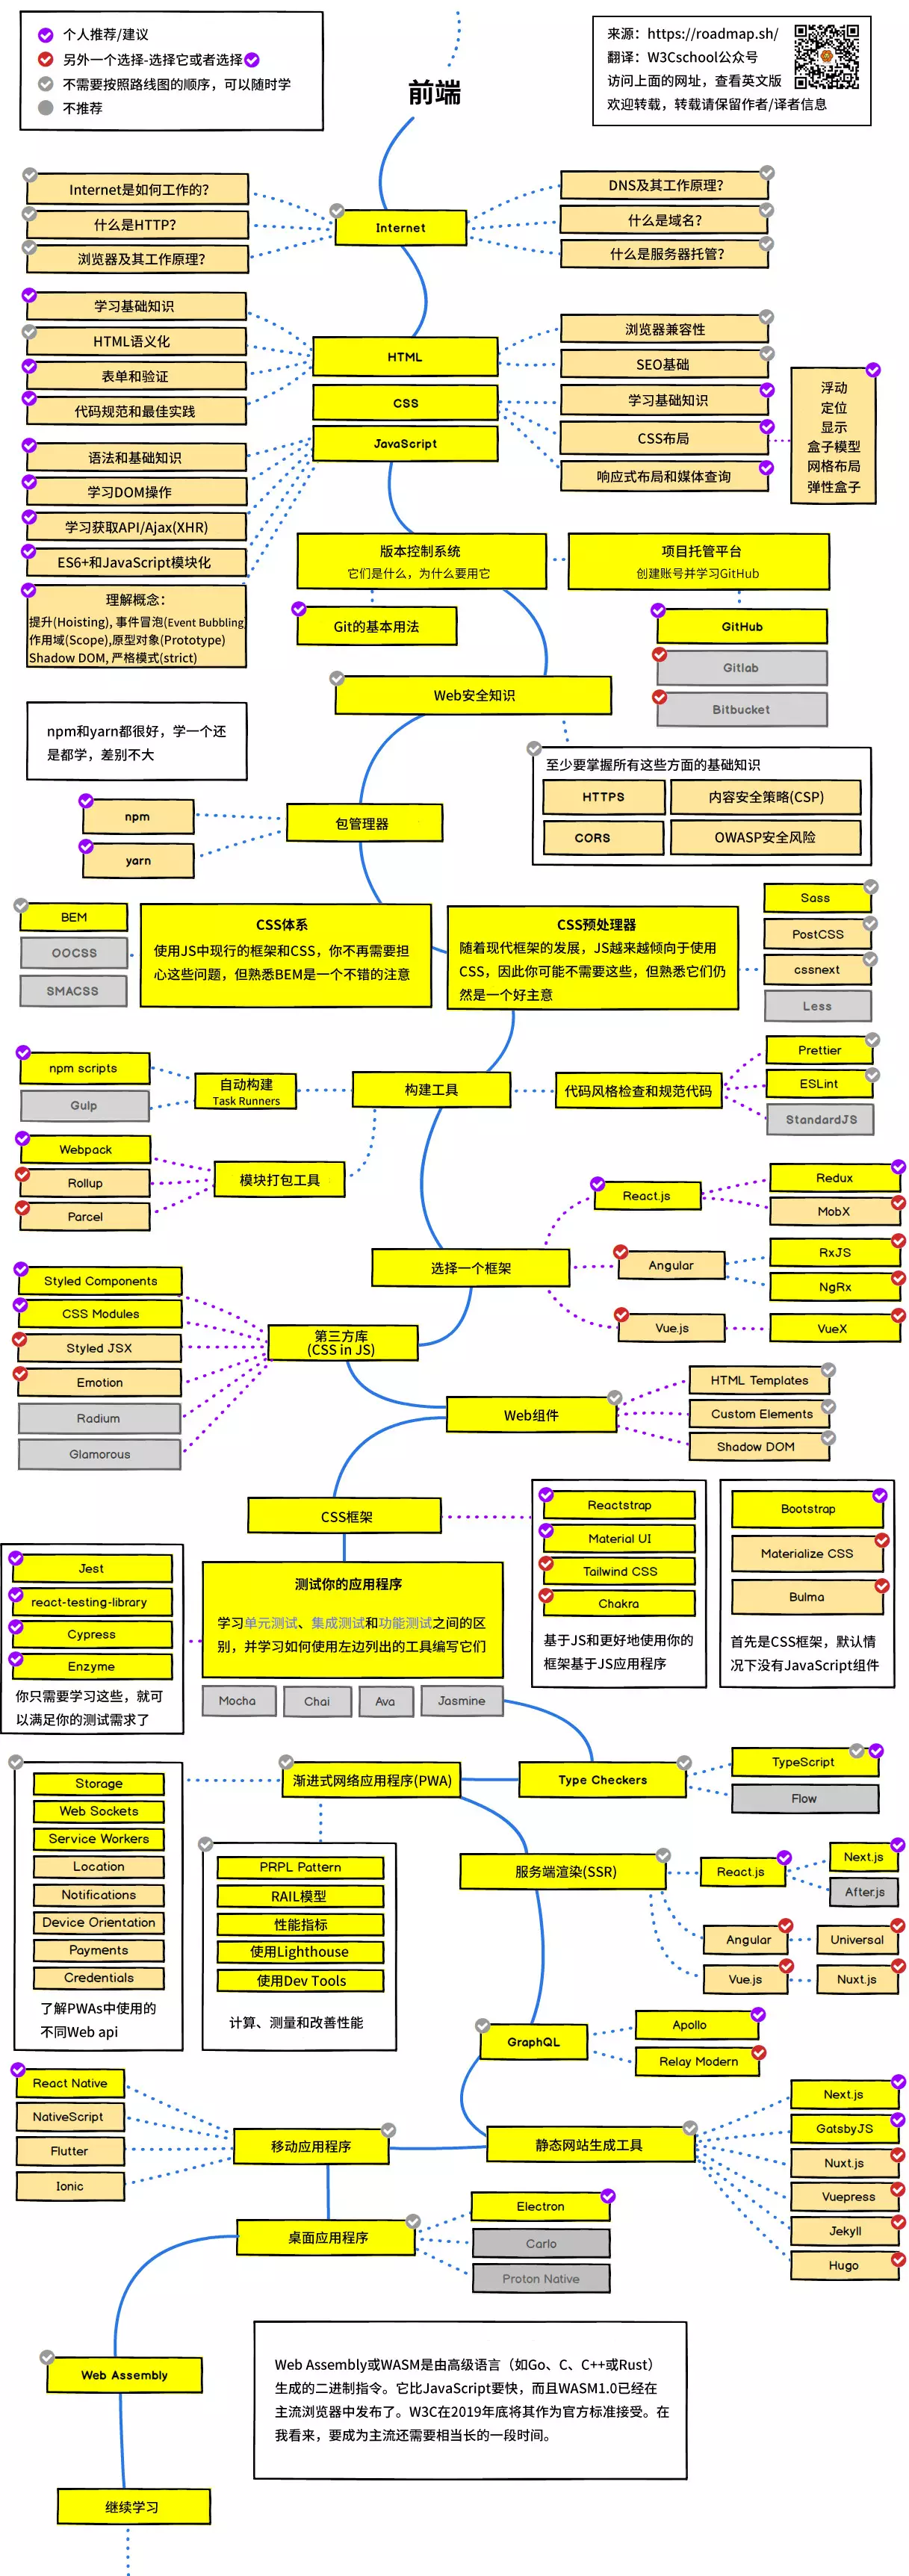 个人推荐/建议
另外一个选择-选择它或者选择
不需要按照路线图的顺序，可以随时学
不推荐
来源：https://roadmap.sh/
翻译：W3Cschool公众号
访问上面的网址，查看英文版
欢迎转载，转载请保留作者/译者信息
前端
Internet是如何工作的？
什么是HTTP？
浏览器及其工作原理？
Internet
DNS及其工作原理？
什么是域名？
什么是服务器托管？
学习基础知识
HTML语义化
表单和验证
代码规范和最佳实践
HTML
CSS
JavaScript
浏览器兼容性
SEO基础
学习基础知识
CSS布局
响应式布局和媒体查询
浮动
定位
显示
盒子模型
网格布局
弹性盒子
语法和基础知识
学习DOM操作
学习获取API/Ajax(XHR)
ES6+和JavaScript模块化
理解概念：
提升(Hoisting), 事件冒泡(Event Bubbling)
作用域(Scope),原型对象(Prototype)
Shadow DOM, 严格模式(strict)
版本控制系统
它们是什么，为什么要用它
项目托管平台
创建账号并学习GitHub
Git的基本用法
GitHub
Gitlab
Bitbucket
Web安全知识
npm和yarn都很好，学一个还
是都学，差别不大
至少要掌握所有这些方面的基础知识
HTTPS
内容安全策略(CSP)
CORS
OWASP安全风险
npm
yarn
包管理器
BEM
OOCSS
SMACSS
CSS体系
使用JS中现行的框架和CSS，你不再需要担
心这些问题，但熟悉BEM是一个不错的注意
CSS预处理器
随着现代框架的发展，JS越来越倾向于使用
CSS，因此你可能不需要这些，但熟悉它们仍
然是一个好主意
Sass
PostCSS
cssnext
Less
npm scripts
Gulp
自动构建
Task Runners
构建工具
代码风格检查和规范代码
Prettier
ESLint
StandardJS
Webpack
Rollup
Parcel
模块打包工具
选择一个框架
React.js
Redux
MobX
Angular
RxJS
NgRx
Vue.js
VueX
Styled Components
CSS Modules
Styled JSX
Emotion
Radium
Glamorous
第三方库
(CSS in JS)
Web组件
HTML Templates
Custom Elements
Shadow DOM
CSS框架
Reactstrap
Material UI
Tailwind CSS
Chakra
基于JS和更好地使用你的
框架基于JS应用程序
Bootstrap
Materialize CSS
Bulma
首先是CSS框架，默认情
况下没有JavaScript组件
Jest
react-testing-library
Cypress
Enzyme
你只需要学习这些，就可
以满足你的测试需求了
测试你的应用程序
学习单元测试、集成测试和功能测试之间的区
别，并学习如何使用左边列出的工具编写它们
Mocha
Chai
Ava
Jasmine
渐进式网络应用程序(PWA)
Type Checkers
TypeScript
Flow
Storage
Web Sockets
Service Workers
Location
Notifications
Device Orientation
Payments
Credentials
了解PWAs中使用的
不同Web api
PRPL Pattern
RAIL模型
性能指标
使用Lighthouse
使用Dev Tools
计算、测量和改善性能
服务端渲染(SSR)
React.js
Next.js
After.js
Angular
Universal
Vue.js
Nuxt.js
GraphQL
Apollo
Relay Modern
React Native
NativeScript
Flutter
Ionic
移动应用程序
静态网站生成工具
Next.js
GatsbyJS
Nuxt.js
Vuepress
Jekyll
Hugo
桌面应用程序
Electron
Carlo
Proton Native
Web Assembly
Web Assembly或WASM是由高级语言（如Go、C、C++或Rust）
生成的二进制指令。它比JavaScript要快，而且WASM1.0已经在
主流浏览器中发布了。W3C在2019年底将其作为官方标准接受。在
我看来，要成为主流还需要相当长的一段时间。
继续学习